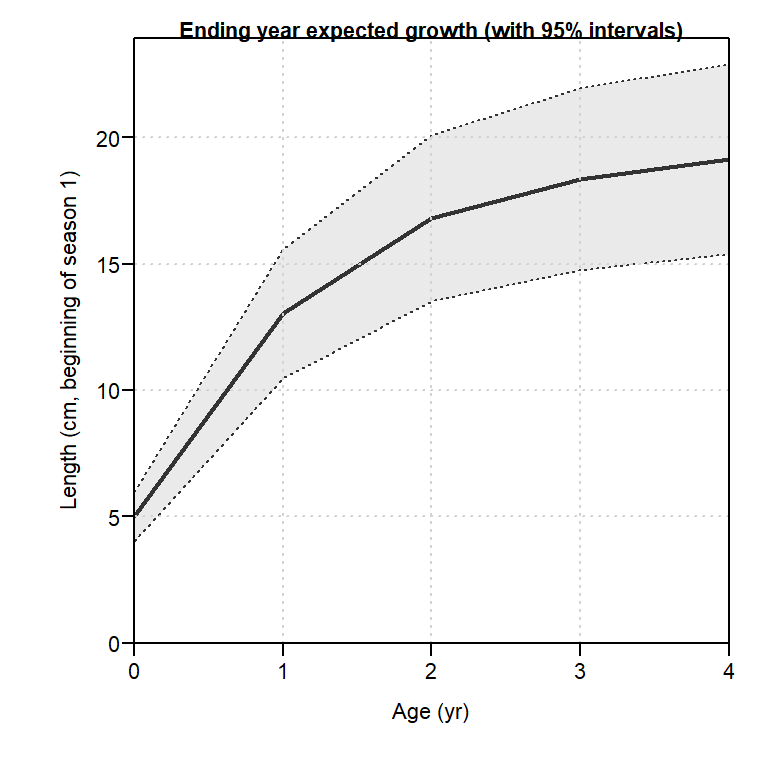 Ending year expected growth (with 95% intervals)
Length (cm, beginning of season 1)
20
15
10
5
0
0 1 2 3 4
Age (yr)